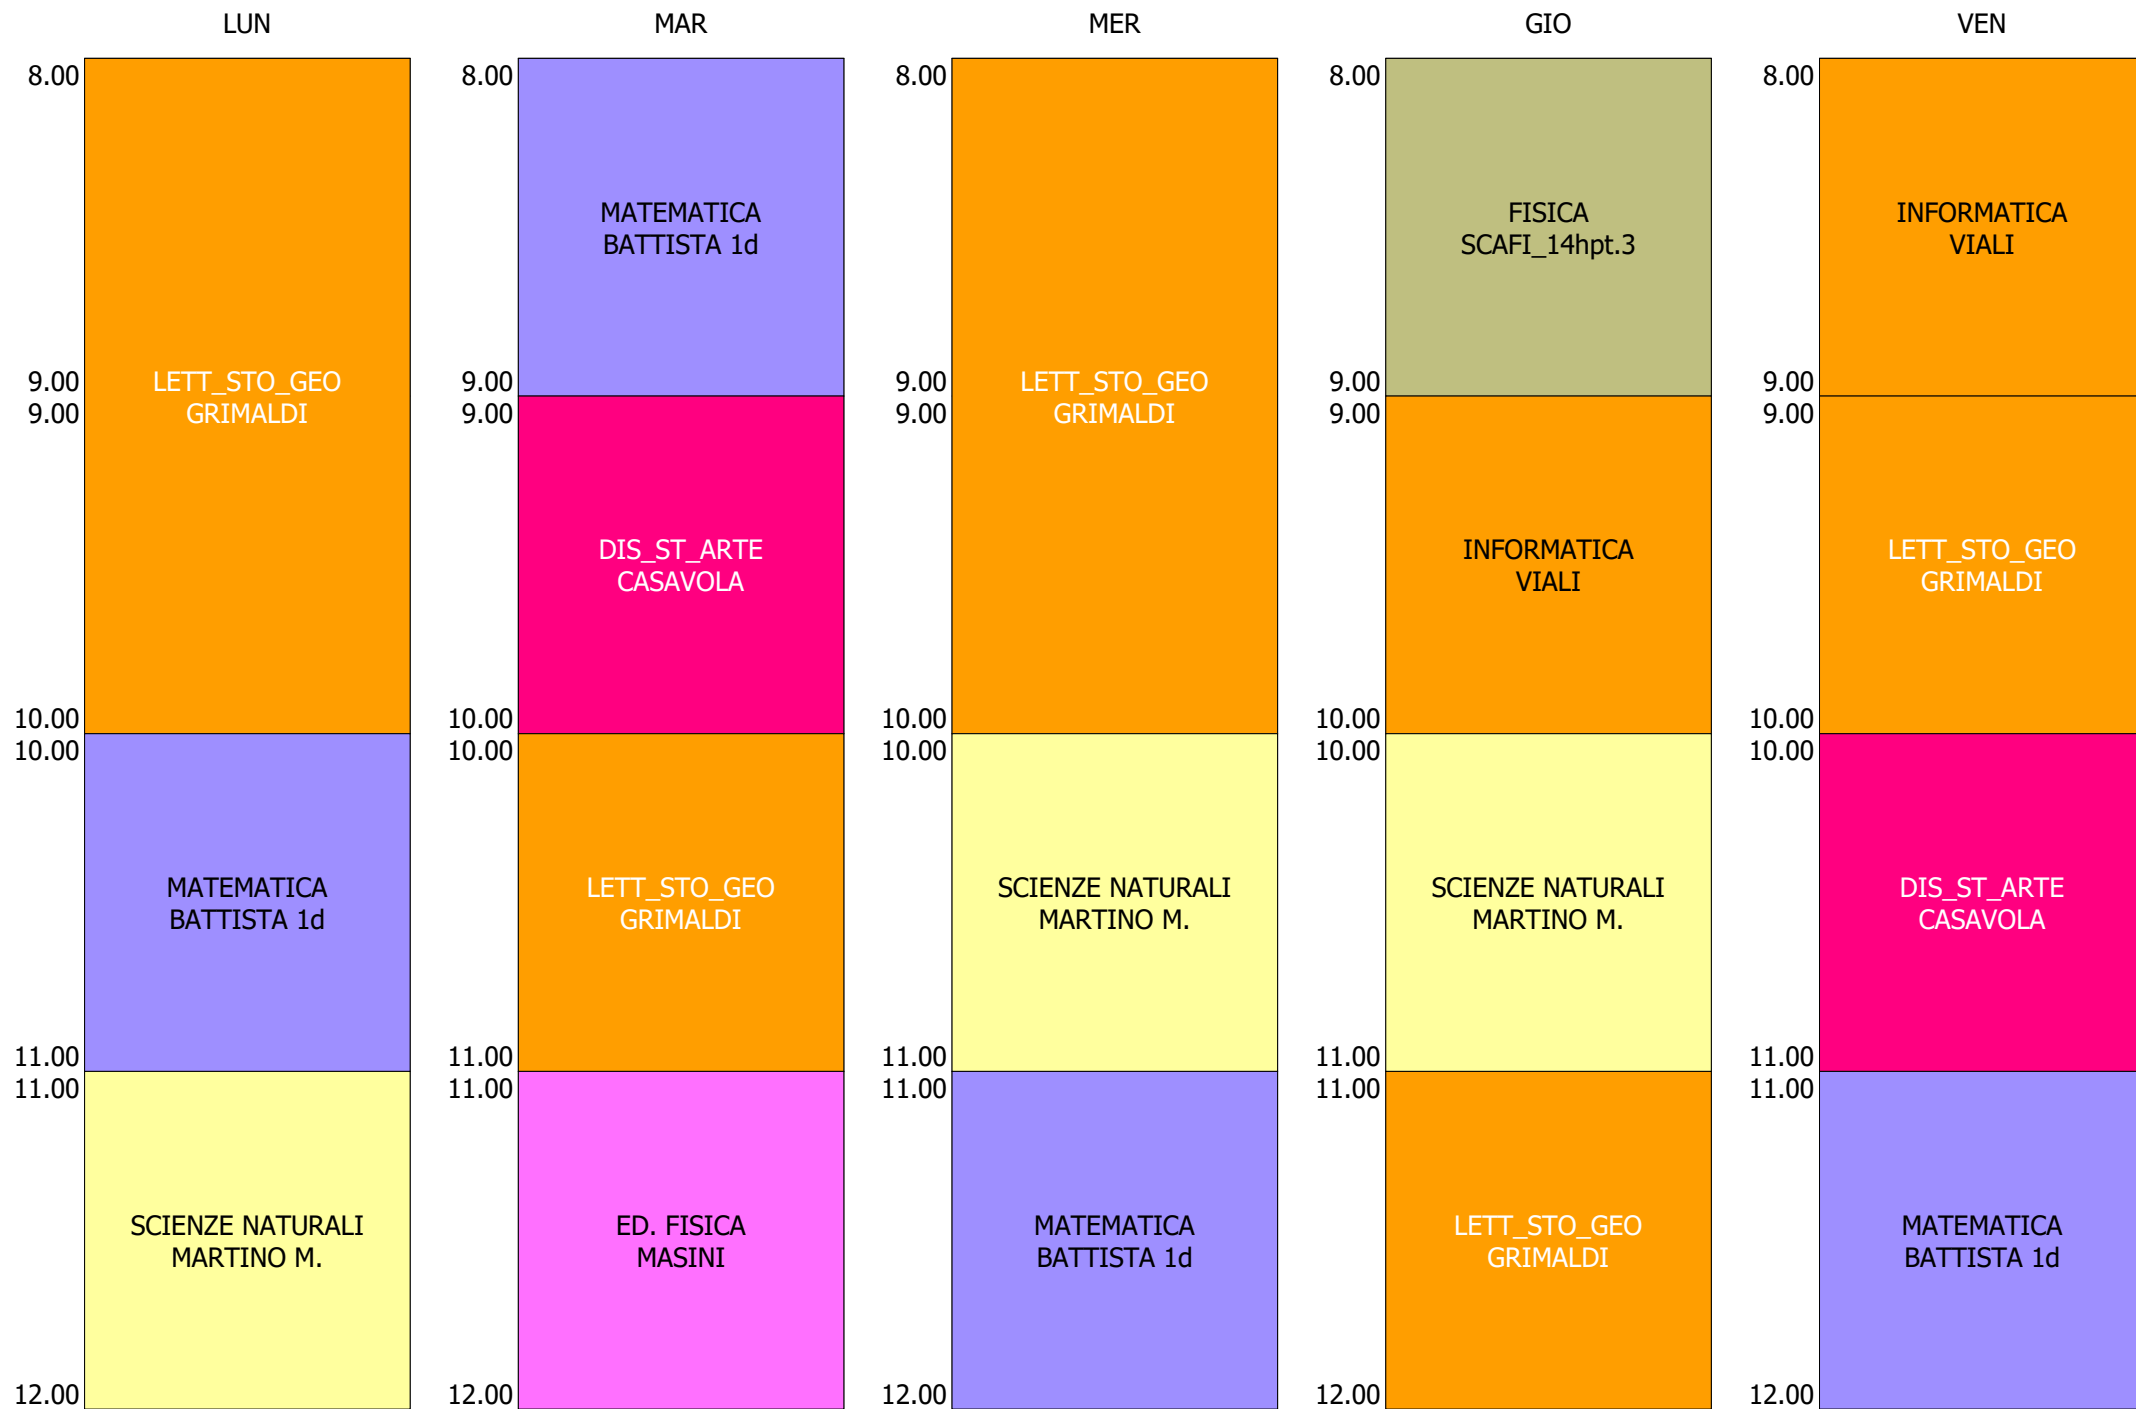 LUN
MAR
MER
GIO
VEN
8.00
9.00
9.00
10.00
10.00
11.00
11.00
12.00
LETT_STO_GEO
GRIMALDI
MATEMATICA
BATTISTA 1d
SCIENZE NATURALI
MARTINO M.
8.00
9.00
9.00
10.00
10.00
11.00
11.00
12.00
MATEMATICA
BATTISTA 1d
DIS_ST_ARTE
CASAVOLA
LETT_STO_GEO
GRIMALDI
ED. FISICA
MASINI
8.00
9.00
9.00
10.00
10.00
11.00
11.00
12.00
LETT_STO_GEO
GRIMALDI
SCIENZE NATURALI
MARTINO M.
MATEMATICA
BATTISTA 1d
8.00
9.00
9.00
10.00
10.00
11.00
11.00
12.00
FISICA
SCAFI_14hpt.3
INFORMATICA
VIALI
SCIENZE NATURALI
MARTINO M.
LETT_STO_GEO
GRIMALDI
8.00
9.00
9.00
10.00
10.00
11.00
11.00
12.00
INFORMATICA
VIALI
LETT_STO_GEO
GRIMALDI
DIS_ST_ARTE
CASAVOLA
MATEMATICA
BATTISTA 1d